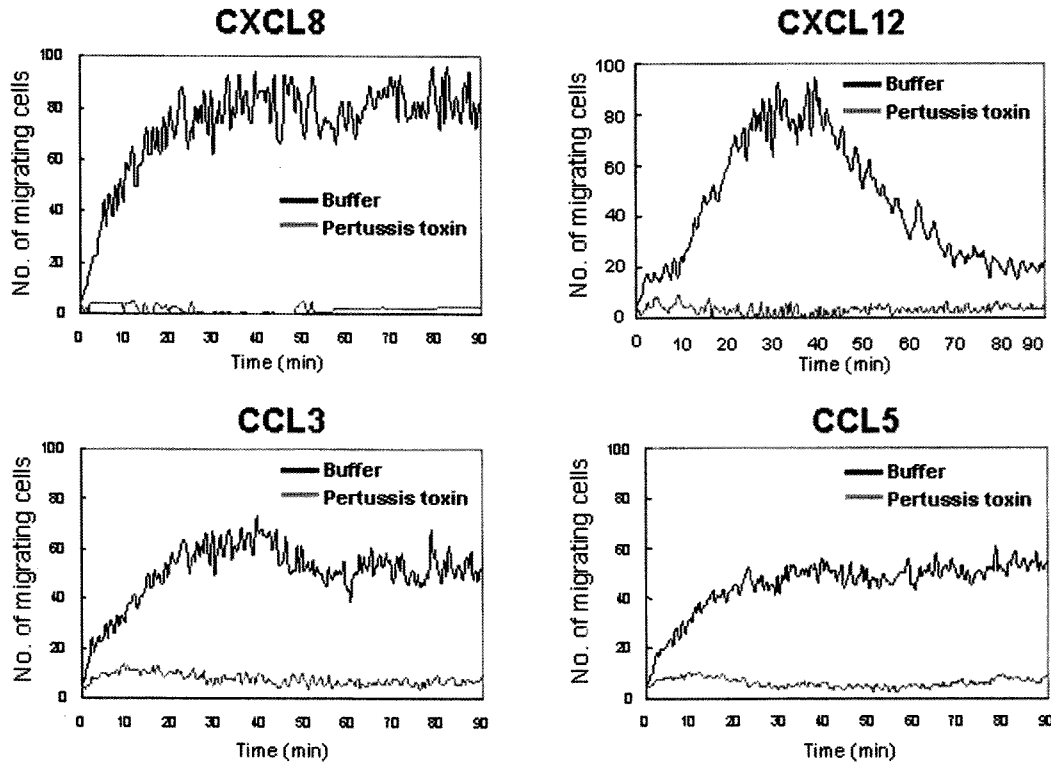 CXCL8
No. of migrating cells
100
80
60
40
20
0
Buffer
Pertussis toxin
0 10 20 30 40 50 60 70 80 90
Time (min)
CXCL12
No. of migrating cells
100
80
60
40
20
0
Buffer
Pertussis toxin
0 10 20 30 40 50 60 70 80 90
Time (min)
CCL3
No. of migrating cells
100
80
60
40
20
0
Buffer
Pertussis toxin
0 10 20 30 40 50 60 70 80 90
Time (min)
CCL5
No. of migrating cells
100
80
60
40
20
0
Buffer
Pertussis toxin
0 10 20 30 40 50 60 70 80 90
Time (min)